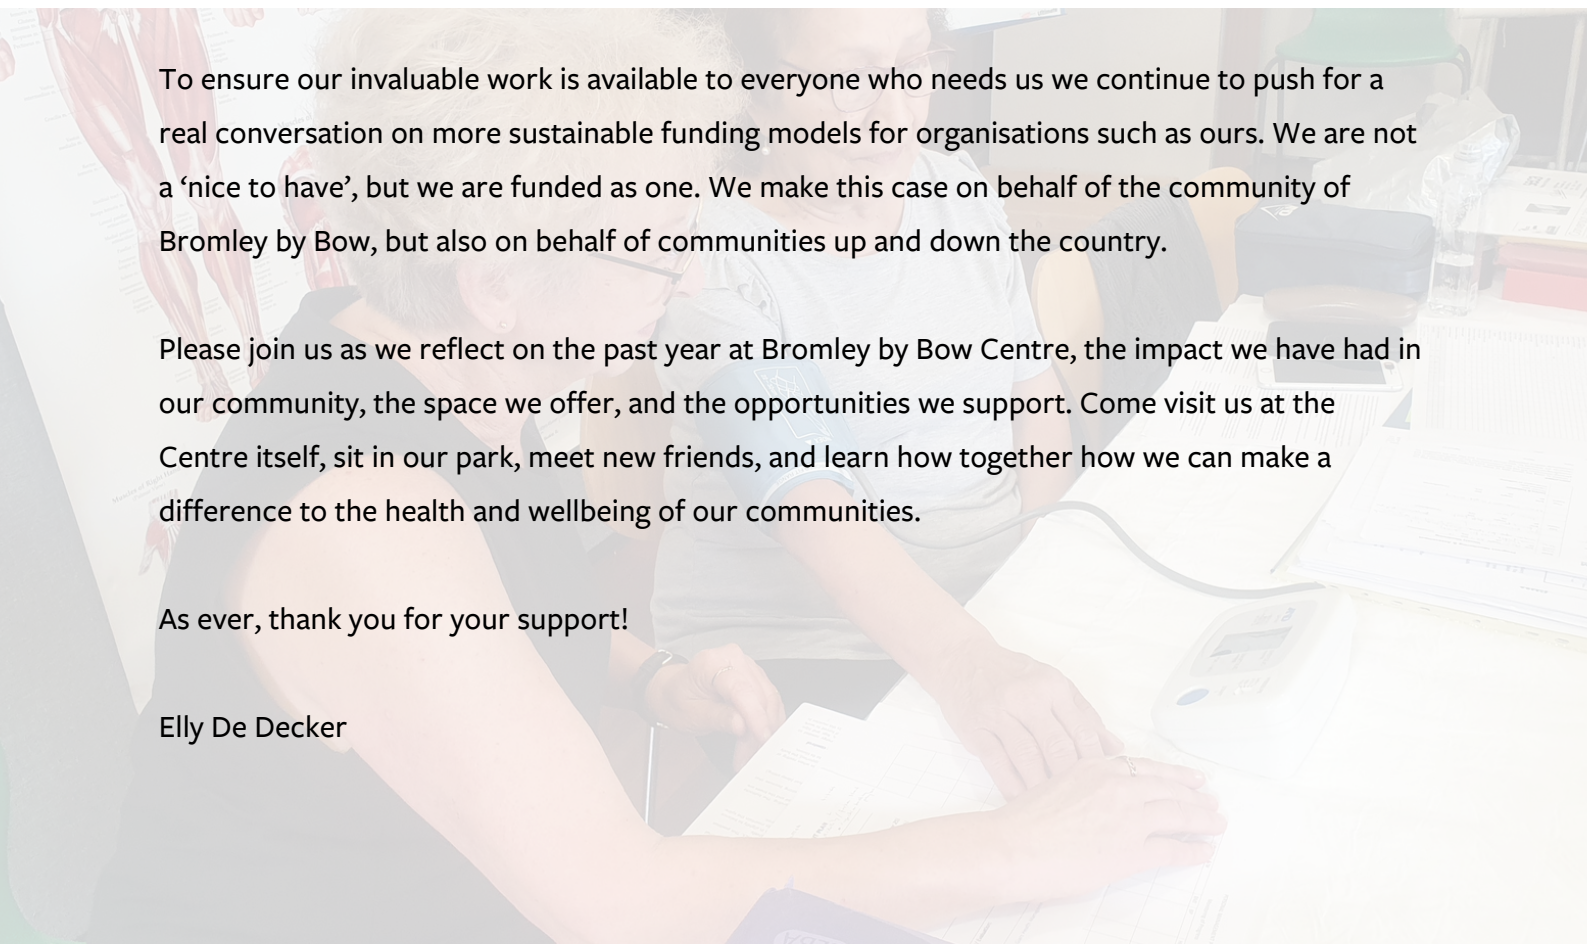 To ensure our invaluable work is available to everyone who needs us we continue to push for a
real conversation on more sustainable funding models for organisations such as ours. We are not
a ‘nice to have’, but we are funded as one. We make this case on behalf of the community of
Bromley by Bow, but also on behalf of communities up and down the country.
Please join us as we reflect on the past year at Bromley by Bow Centre, the impact we have had in
our community, the space we offer, and the opportunities we support. Come visit us at the
Centre itself, sit in our park, meet new friends, and learn how together how we can make a
difference to the health and wellbeing of our communities.
As ever, thank you for your support!
Elly De Decker